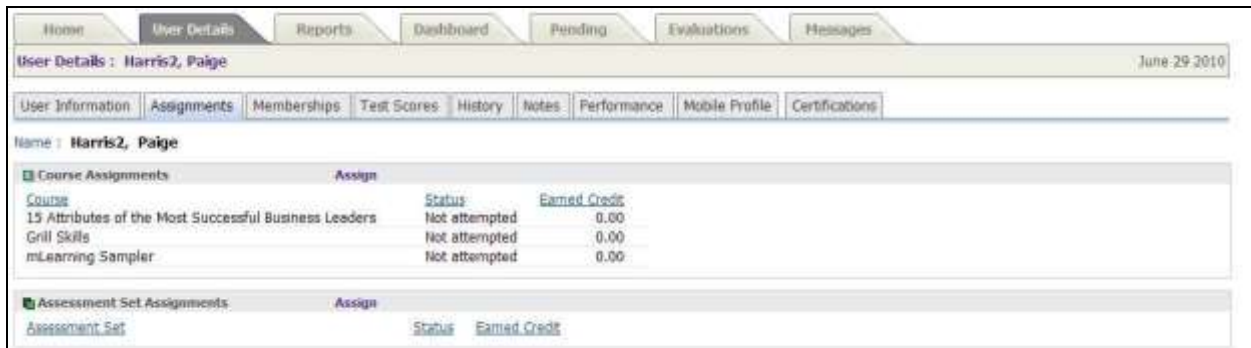 Home User Details Reports Dashboard Pending Evaluations Messages
User Details : Harris2, Paige June 29 2010
User Information Assignments Memberships Test Scores History Notes Performance Mobile Profile Certifications
Name : Harris2, Paige
Course Assignments Assign
Course Status Earned Credit
15 Attributes of the Most Successful Business Leaders Not attempted 0.00
Grill Skills Not attempted 0.00
mLearning Sampler Not attempted 0.00
Assessment Set Assignments Assign
Assessment Set Status Earned Credit